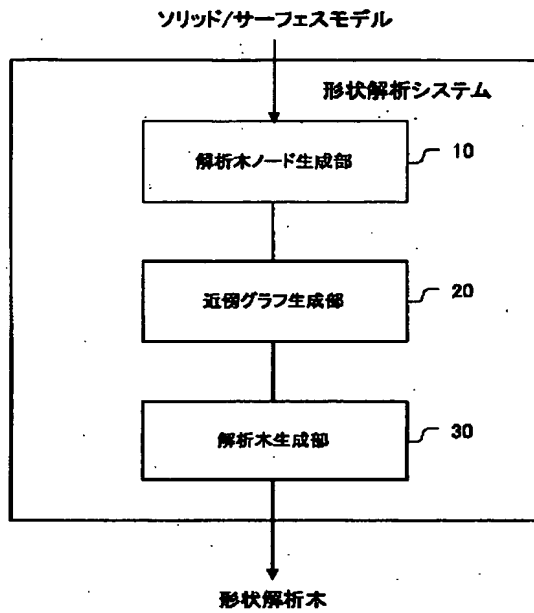 ソリッド/サーフェスモデル
形状解析システム
解析木ノード生成部
10
近傍グラフ生成部
20
解析木生成部
30
形状解析木